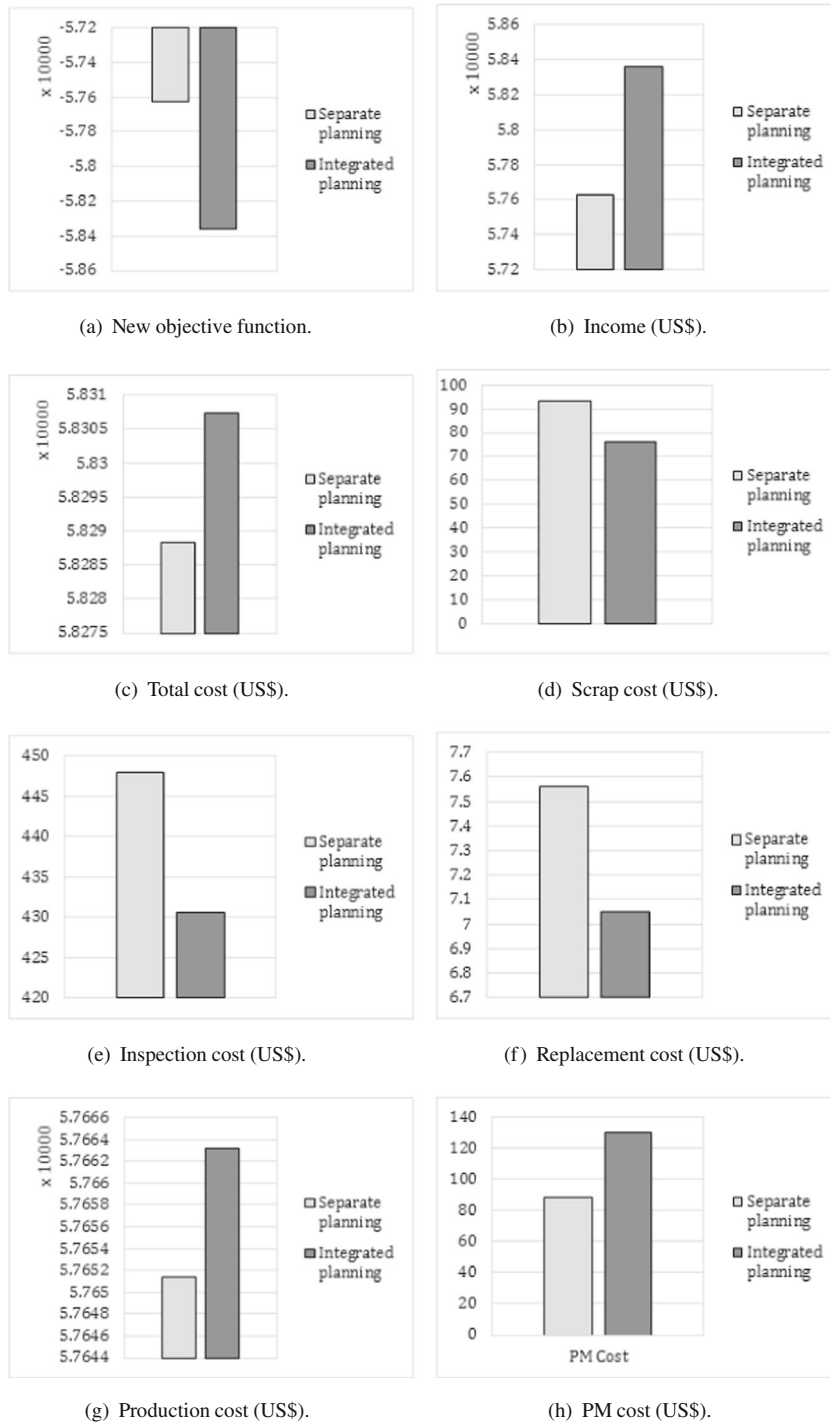 -5.72
-5.74
-5.76
-5.78
-5.8
-5.82
-5.84
-5.86
x 10000
Separate
planning
Integrated
planning
(a) New objective function.
5.86
5.84
5.82
5.8
5.78
5.76
5.74
5.72
x 10000
Separate
planning
Integrated
planning
(b) Income (US$).
5.831
5.8305
5.83
5.8295
5.829
5.8285
5.828
5.8275
x 10000
Separate
planning
Integrated
planning
(c) Total cost (US$).
100
90
80
70
60
50
40
30
20
10
0
Separate
planning
Integrated
planning
(d) Scrap cost (US$).
450
445
440
435
430
425
420
Separate
planning
Integrated
planning
(e) Inspection cost (US$).
7.7
7.6
7.5
7.4
7.3
7.2
7.1
7
6.9
6.8
6.7
Separate
planning
Integrated
planning
(f) Replacement cost (US$).
5.7666
5.7664
5.7662
5.766
5.7658
5.7656
5.7654
5.7652
5.765
5.7648
5.7646
5.7644
x 10000
Separate
planning
Integrated
planning
(g) Production cost (US$).
140
120
100
80
60
40
20
0
PM Cost
Separate
planning
Integrated
planning
(h) PM cost (US$).